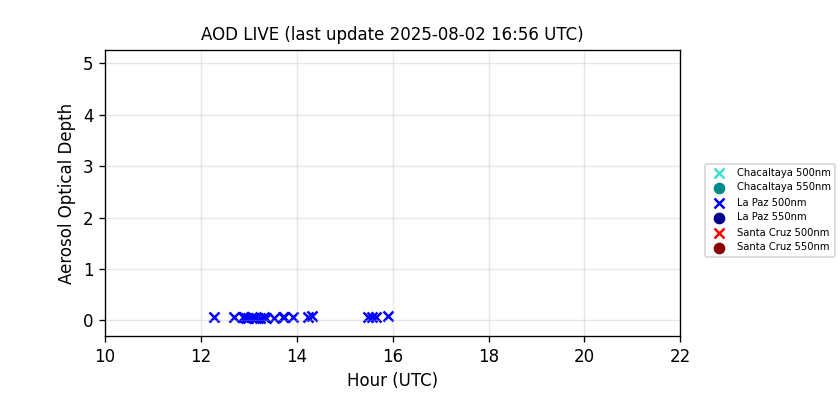 AOD LIVE (last update 2025-08-02 16:56 UTC)
Aerosol Optical Depth
5
4
3
2
1
0
10 12 14 16 18 20 22
Hour (UTC)
Chacaltaya 500nm
Chacaltaya 550nm
La Paz 500nm
La Paz 550nm
Santa Cruz 500nm
Santa Cruz 550nm